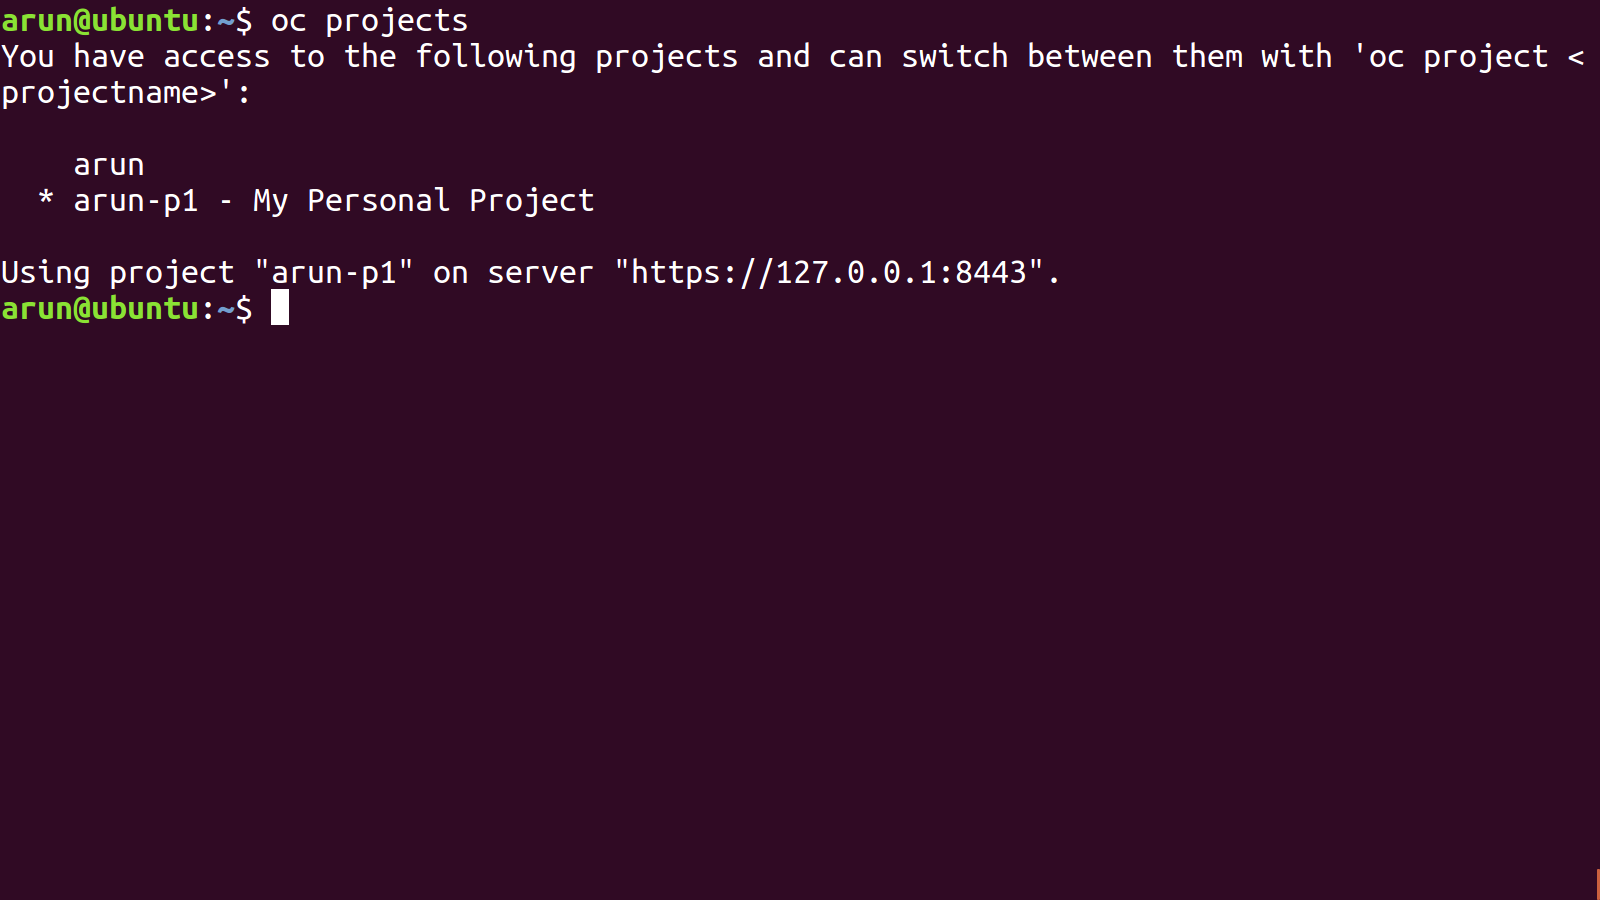 arun@ubuntu:~$ oc projects
You have access to the following projects and can switch between them with 'oc project <
projectname>':
arun
* arun-p1 - My Personal Project
Using project "arun-p1" on server "https://127.0.0.1:8443".
arun@ubuntu:~$